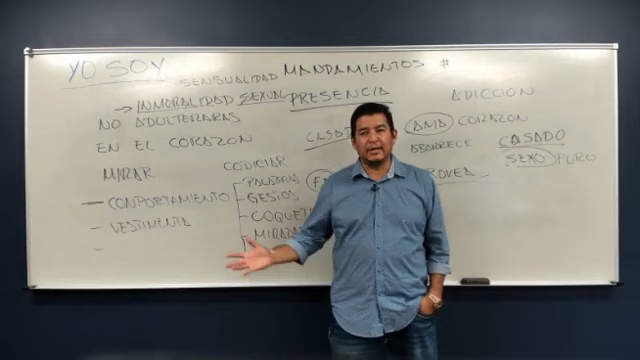 YO SOY
SENSUALIDAD MANDAMIENTOS #
→ INMORALIDAD SEXUAL PRESENCIA
ADICCION
NO ADULTERARAS
AMA CORAZON
EN EL CORAZON
ABORRECE
CASADO
SEXO PURO
MIRAR
CODICIAR
PALABRAS
- COMPORTAMIENTO
GESTOS
- VESTIMENTA
-